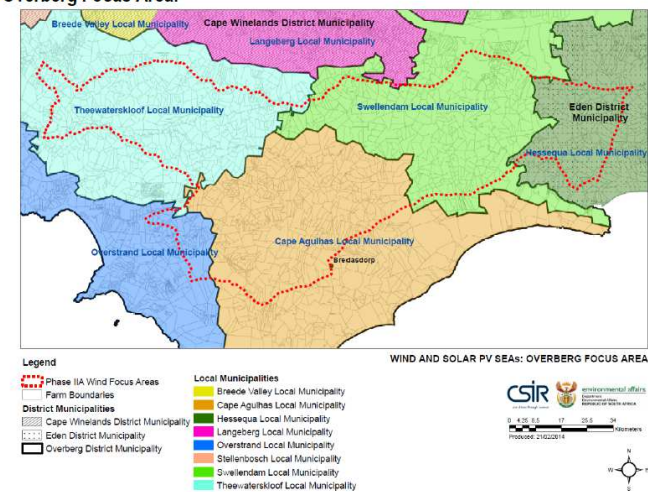 Overberg Focus Area.
Breede Valley Local Municipality
Cape Winelands District Municipality
Langeberg Local Municipality
Theewaterskloof Local Municipality
Swellendam Local Municipality
Eden District
Municipality
Hessequa Local Municipality
Overstrand Local Municipality
Cape Agulhas Local Municipality
Bredasdorp
WIND AND SOLAR PV SEAs: OVERBERG FOCUS AREA
Legend
Phase IIA Wind Focus Areas
Farm Boundaries
District Municipalities
Cape Winelands District Municipality
Eden District Municipality
Overberg District Municipality
Local Municipalities
Breede Valley Local Municipality
Cape Agulhas Local Municipality
Hessequa Local Municipality
Langeberg Local Municipality
Overstrand Local Municipality
Stellenbosch Local Municipality
Swellendam Local Municipality
Theewaterskloof Local Municipality
CSIR
environmental affairs
Department:
Environmental Affairs
REPUBLIC OF SOUTH AFRICA
0 4.25 8.5 17 25.5 34
Kilometers
Produced: 21/02/2014
N
W E
S